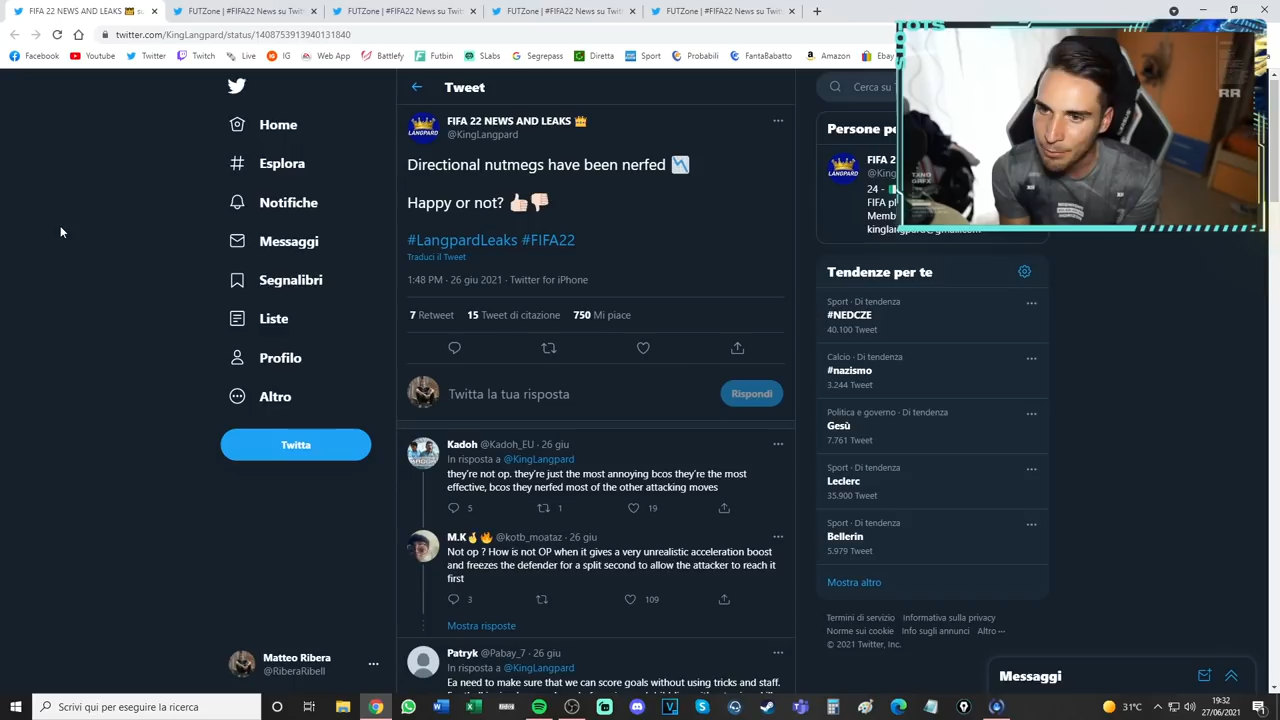 FIFA 22 NEWS AND LEAKS
FUTZone | #FIFA22 News su T
FUTZone | #FIFA22 News su T
FUTZone | #FIFA22 News su T
FUTZone | #FIFA22 News su T
twitter.com/KingLangpard/status/1408753913940131840
Facebook
Youtube
Twitter
Twitch
Live
IG
Web App
Battlefy
Futbin
SLabs
Segrepass
Diretta
Sport
Probabili
FantaBabatto
Amazon
Ebay
TOTS
RR
TXNG
GRFX
Home
Esplora
Notifiche
Messaggi
Segnalibri
Liste
Profilo
Altro
Twitta
Matteo Ribera
@RiberaRibell
Tweet
FIFA 22 NEWS AND LEAKS
@KingLangpard
LANGPARD
Directional nutmegs have been nerfed
Happy or not?
#LangpardLeaks #FIFA22
Traduci il Tweet
1:48 PM · 26 giu 2021 · Twitter for iPhone
7 Retweet 15 Tweet di citazione 750 Mi piace
Twitta la tua risposta
Rispondi
Kadoh @Kadoh_EU · 26 giu
In risposta a @KingLangpard
they're not op. they're just the most annoying bcos they're the most
effective, bcos they nerfed most of the other attacking moves
5 1 19
M.K @kotb_moataz · 26 giu
Not op ? How is not OP when it gives a very unrealistic acceleration boost
and freezes the defender for a split second to allow the attacker to reach it
first
3 109
Mostra risposte
Patryk @Pabay_7 · 26 giu
In risposta a @KingLangpard
Ea need to make sure that we can score goals without using tricks and staff.
Cerca su
Persone po
FIFA 2
@King
LANGPARD
24 -
FIFA pl
Memb
kinglangpard@gmail.com
Tendenze per te
Sport · Di tendenza
#NEDCZE
40.100 Tweet
Calcio · Di tendenza
#nazismo
3.244 Tweet
Politica e governo · Di tendenza
Gesù
7.761 Tweet
Sport · Di tendenza
Leclerc
35.900 Tweet
Sport · Di tendenza
Bellerin
5.979 Tweet
Mostra altro
Termini di servizio Informativa sulla privacy
Norme sui cookie Info sugli annunci Altro
© 2021 Twitter, Inc.
Messaggi
Scrivi qui per eseguire la ricerca
31°C
19:32
27/06/2021